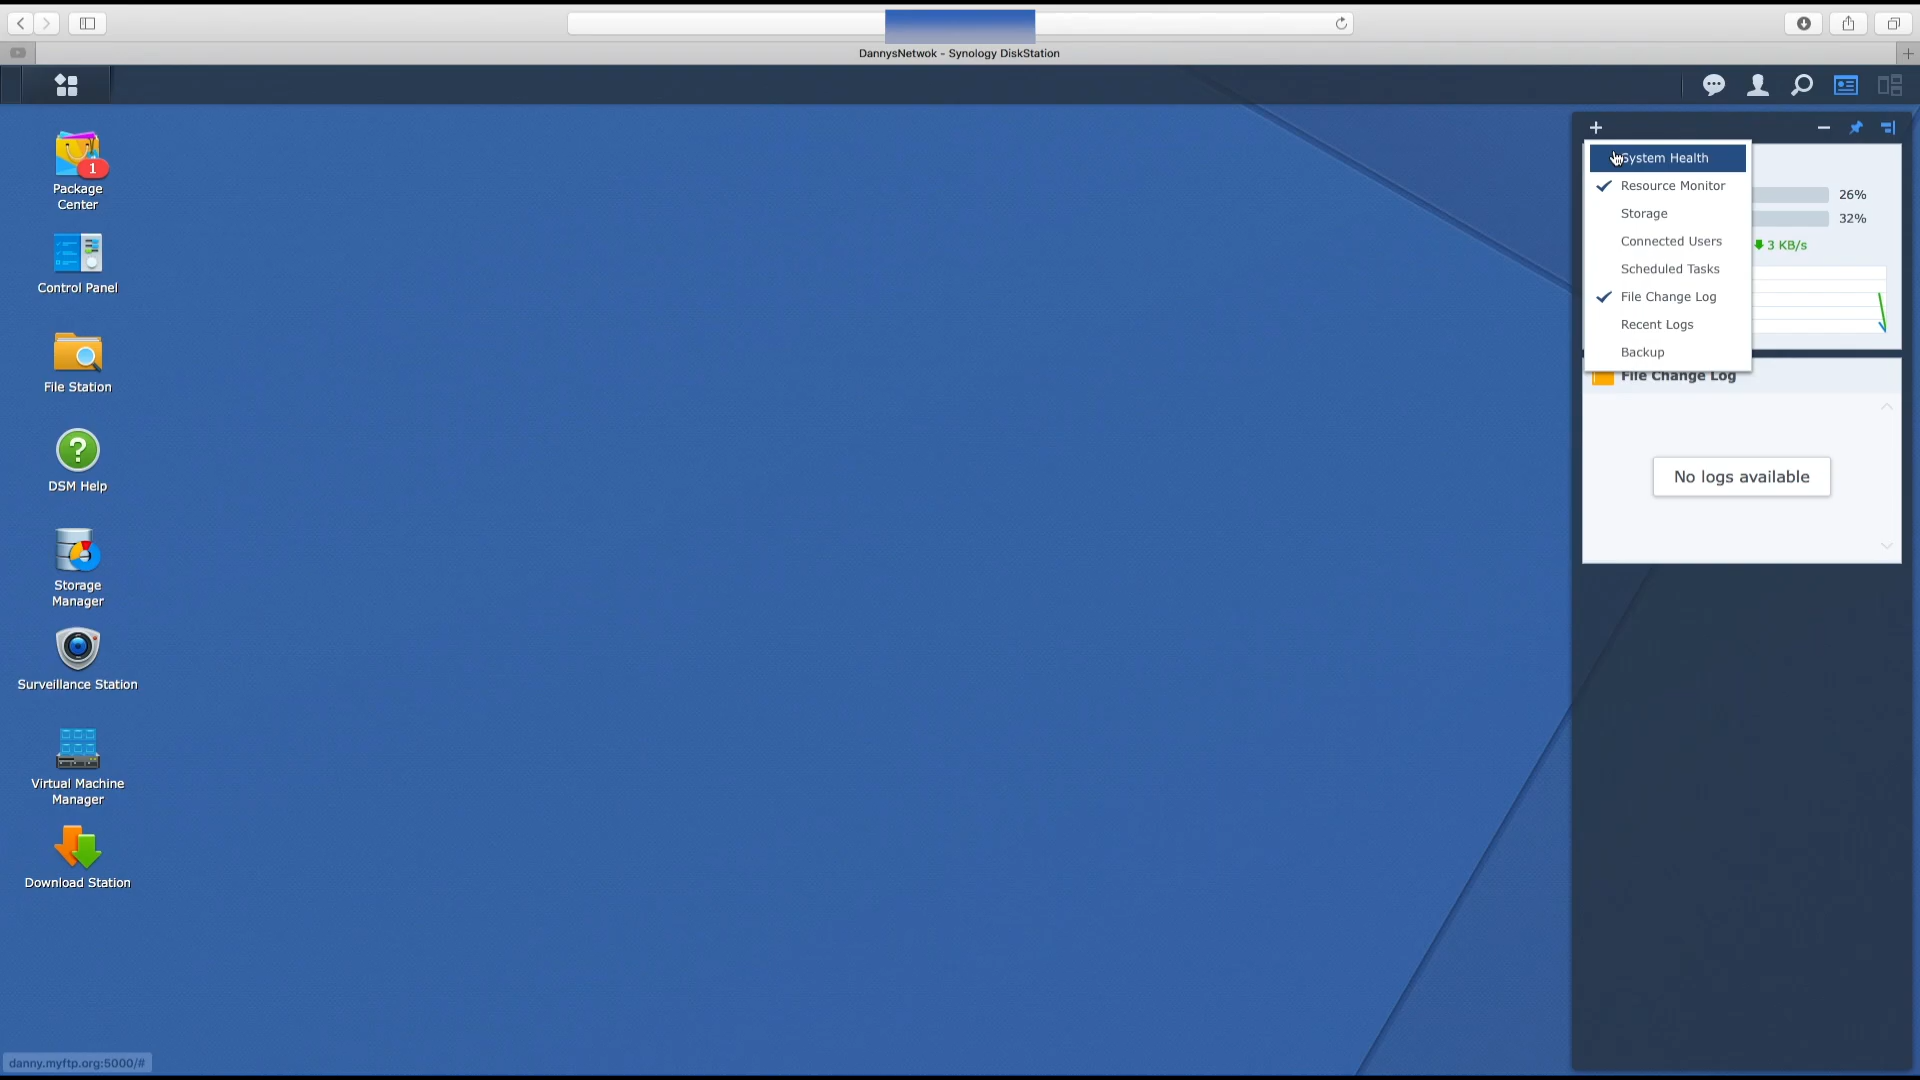 DannysNetwok - Synology DiskStation
1
Package
Center
Control Panel
File Station
?
DSM Help
Storage
Manager
Surveillance Station
Virtual Machine
Manager
Download Station
System Health
Resource Monitor
Storage
Connected Users
Scheduled Tasks
File Change Log
Recent Logs
Backup
26%
32%
3 KB/s
File Change Log
No logs available
danny.myftp.org:5000/#